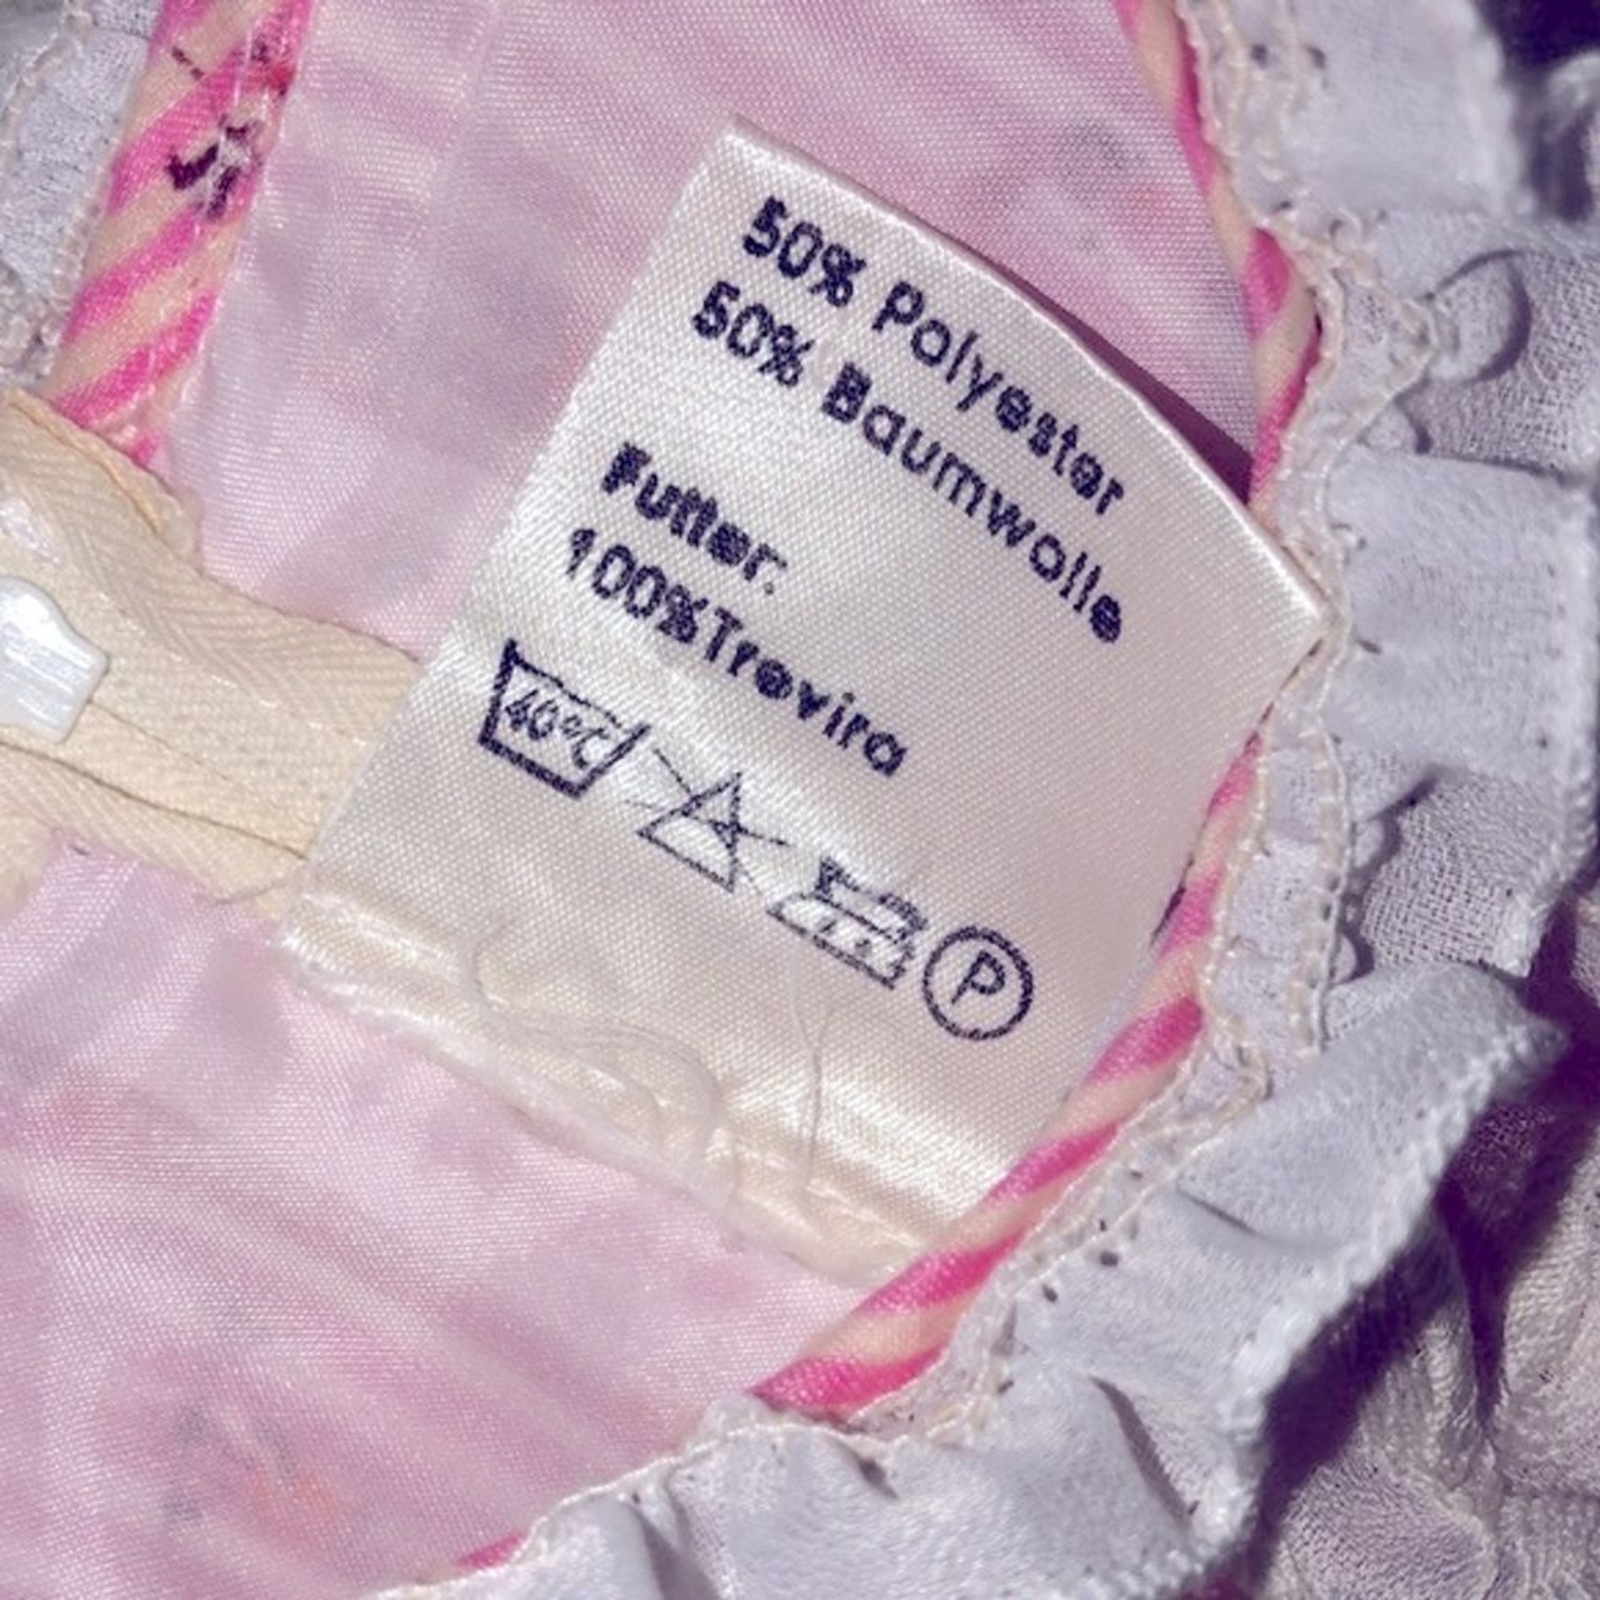 50% Polyester
50% Baumwolle
Futter:
100%Trevira
40°C
P